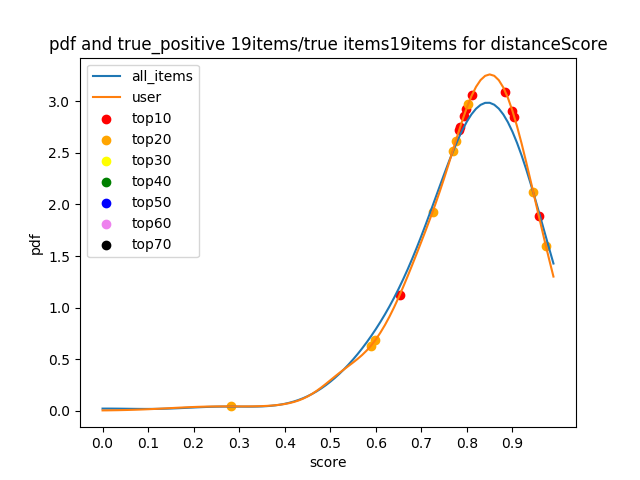 pdf and true_positive 19items/true items19items for distanceScore
all_items
user
top10
top20
top30
top40
top50
top60
top70
3.0
2.5
2.0
1.5
1.0
0.5
0.0
pdf
0.0 0.1 0.2 0.3 0.4 0.5 0.6 0.7 0.8 0.9
score